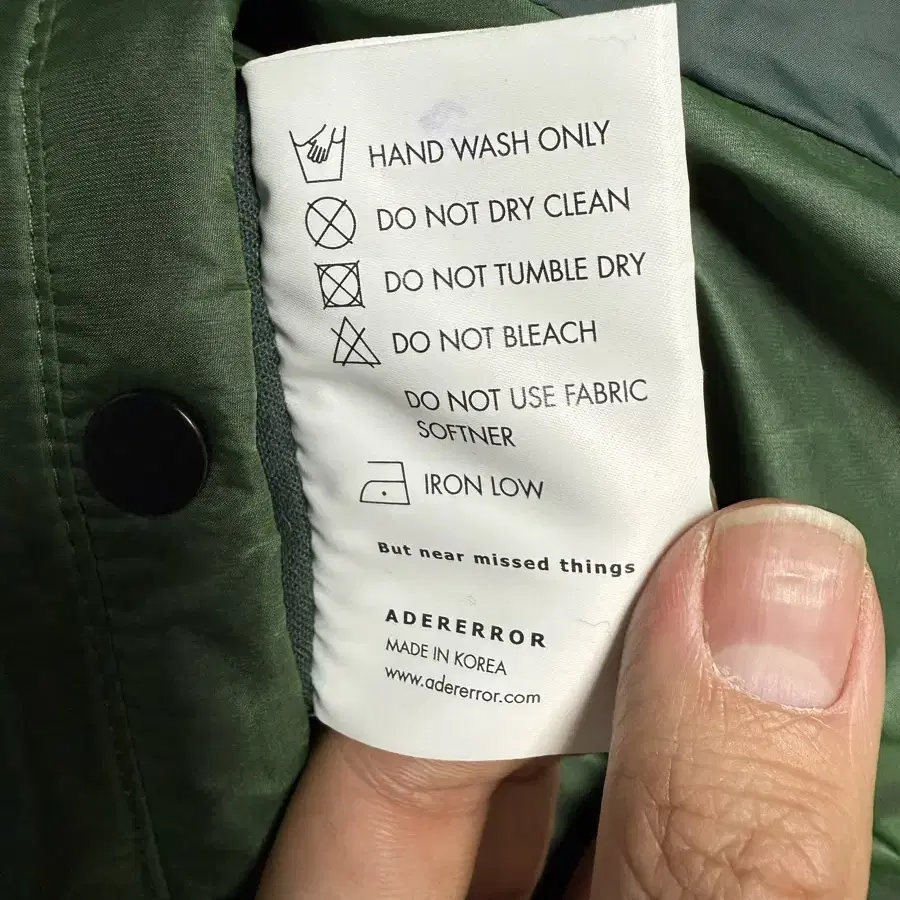 HAND WASH ONLY
DO NOT DRY CLEAN
DO NOT TUMBLE DRY
DO NOT BLEACH
DO NOT USE FABRIC
SOFTNER
IRON LOW
But near missed things
ADERERROR
MADE IN KOREA
www.adererror.com